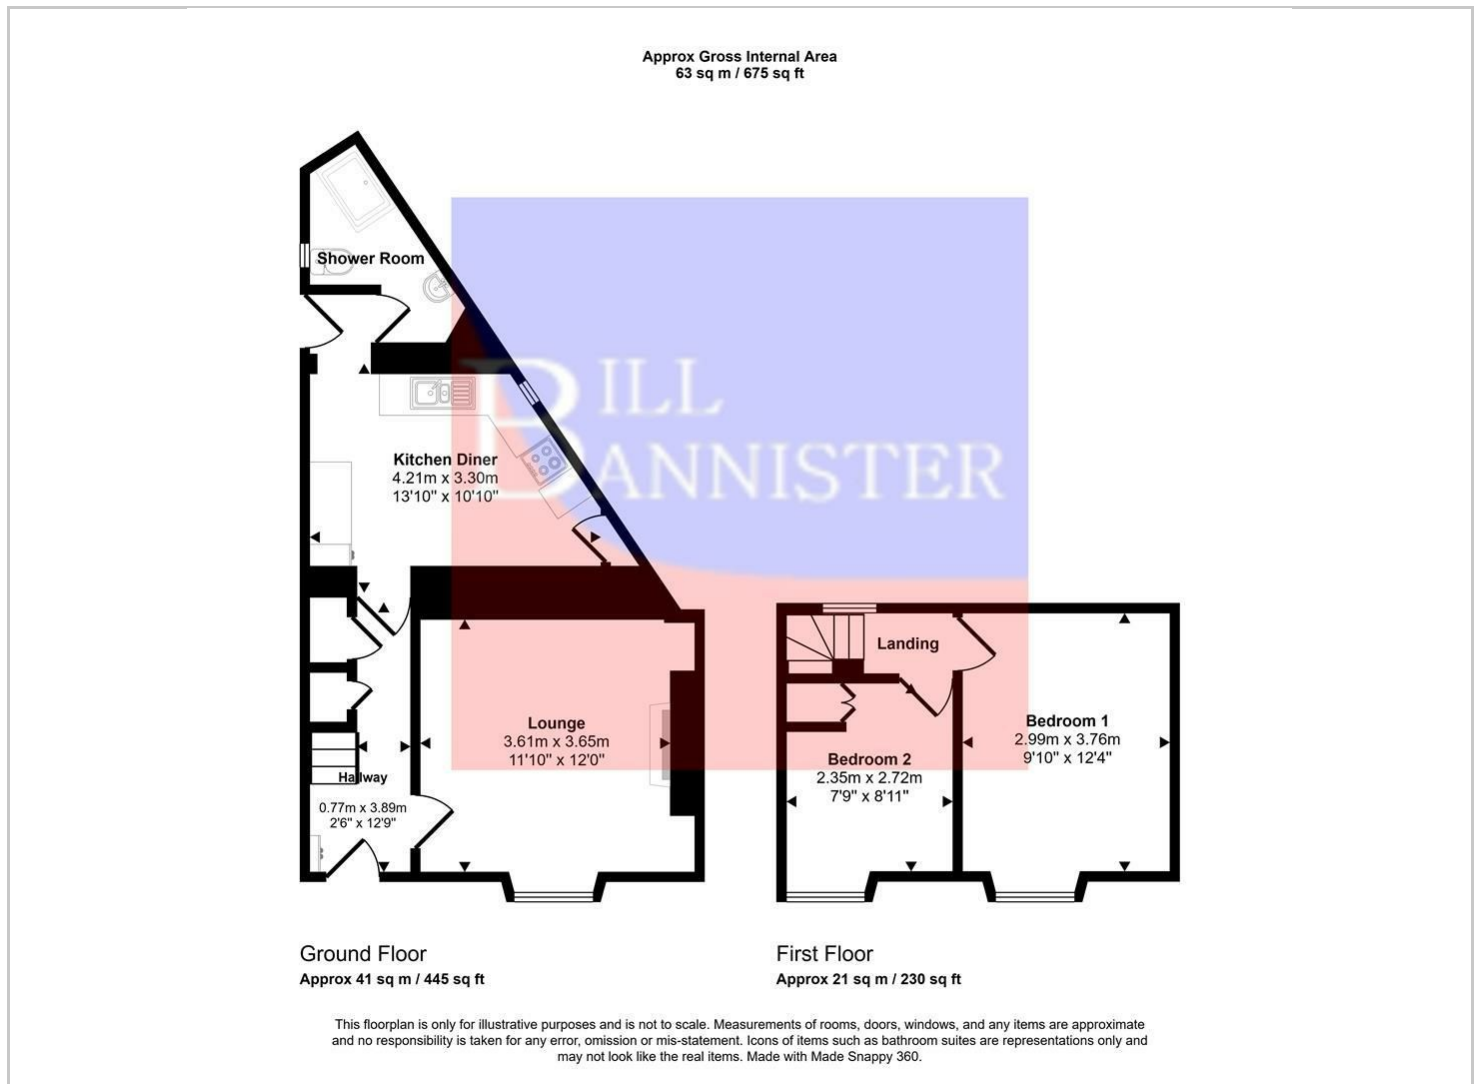 Approx Gross Internal Area
63 sq m / 675 sq ft
Shower Room
Kitchen Diner
4.21m x 3.30m
13'10" x 10'10"
BILL
BANNISTER
Landing
Lounge
3.61m x 3.65m
11'10" x 12'0"
Bedroom 1
2.99m x 3.76m
9'10" x 12'4"
Bedroom 2
2.35m x 2.72m
7'9" x 8'11"
Hallway
0.77m x 3.89m
2'6" x 12'9"
Ground Floor
Approx 41 sq m / 445 sq ft
First Floor
Approx 21 sq m / 230 sq ft
This floorplan is only for illustrative purposes and is not to scale. Measurements of rooms, doors, windows, and any items are approximate
and no responsibility is taken for any error, omission or mis-statement. Icons of items such as bathroom suites are representations only and
may not look like the real items. Made with Made Snappy 360.